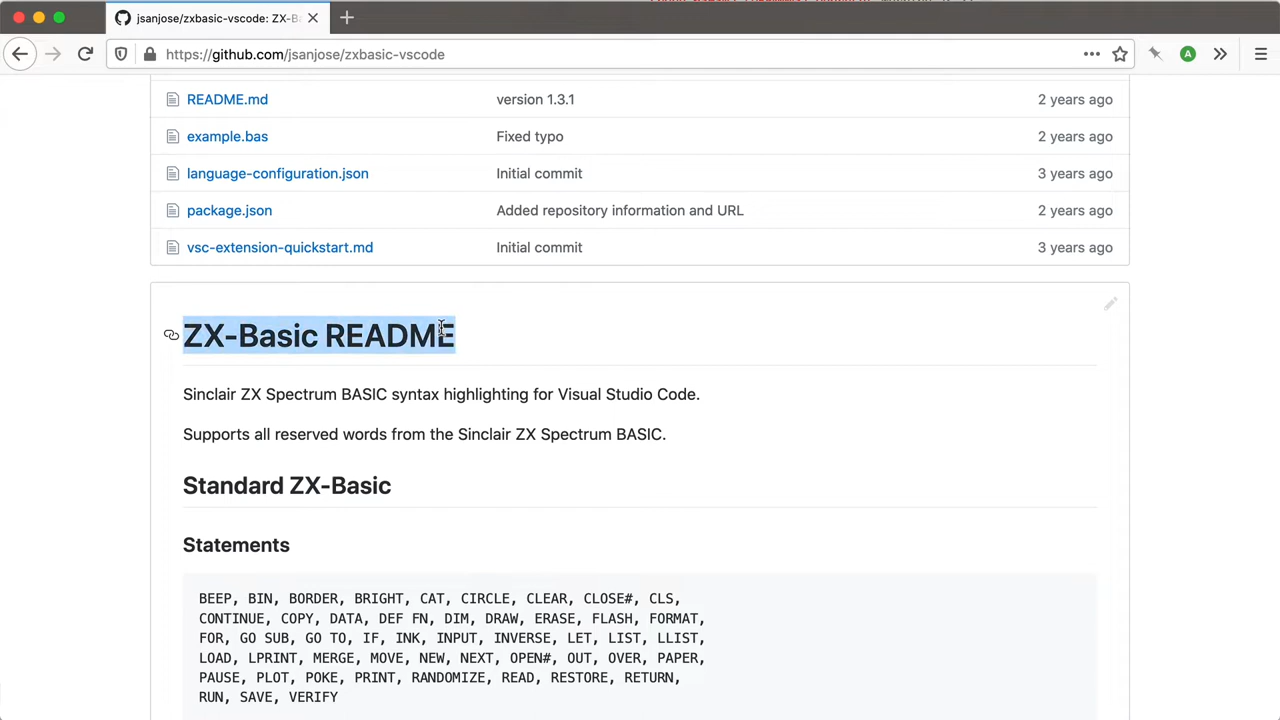 jsanjose/zxbasic-vscode: ZX-B
https://github.com/jsanjose/zxbasic-vscode
A
README.md version 1.3.1 2 years ago
example.bas Fixed typo 2 years ago
language-configuration.json Initial commit 3 years ago
package.json Added repository information and URL 2 years ago
vsc-extension-quickstart.md Initial commit 3 years ago
ZX-Basic README
Sinclair ZX Spectrum BASIC syntax highlighting for Visual Studio Code.
Supports all reserved words from the Sinclair ZX Spectrum BASIC.
Standard ZX-Basic
Statements
BEEP, BIN, BORDER, BRIGHT, CAT, CIRCLE, CLEAR, CLOSE#, CLS,
CONTINUE, COPY, DATA, DEF FN, DIM, DRAW, ERASE, FLASH, FORMAT,
FOR, GO SUB, GO TO, IF, INK, INPUT, INVERSE, LET, LIST, LLIST,
LOAD, LPRINT, MERGE, MOVE, NEW, NEXT, OPEN#, OUT, OVER, PAPER,
PAUSE, PLOT, POKE, PRINT, RANDOMIZE, READ, RESTORE, RETURN,
RUN, SAVE, VERIFY